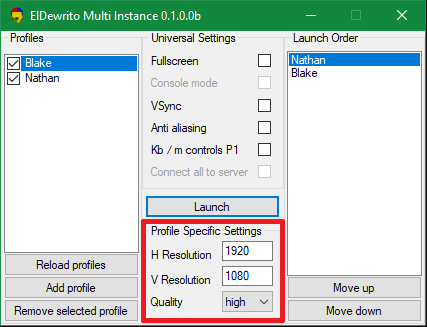 ElDewrito Multi Instance 0.1.0.0b
Profiles
Blake
Nathan
Reload profiles
Add profile
Remove selected profile
Universal Settings
Fullscreen
Console mode
VSync
Anti aliasing
Kb / m controls P1
Connect all to server
Launch
Profile Specific Settings
H Resolution 1920
V Resolution 1080
Quality high
Launch Order
Nathan
Blake
Move up
Move down